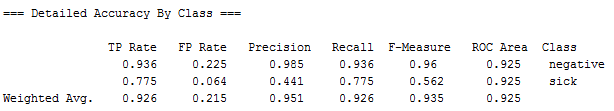 === Detailed Accuracy By Class ===
TP Rate FP Rate Precision Recall F-Measure ROC Area Class
0.936 0.225 0.985 0.936 0.96 0.925 negative
0.775 0.064 0.441 0.775 0.562 0.925 sick
Weighted Avg. 0.926 0.215 0.951 0.926 0.935 0.925